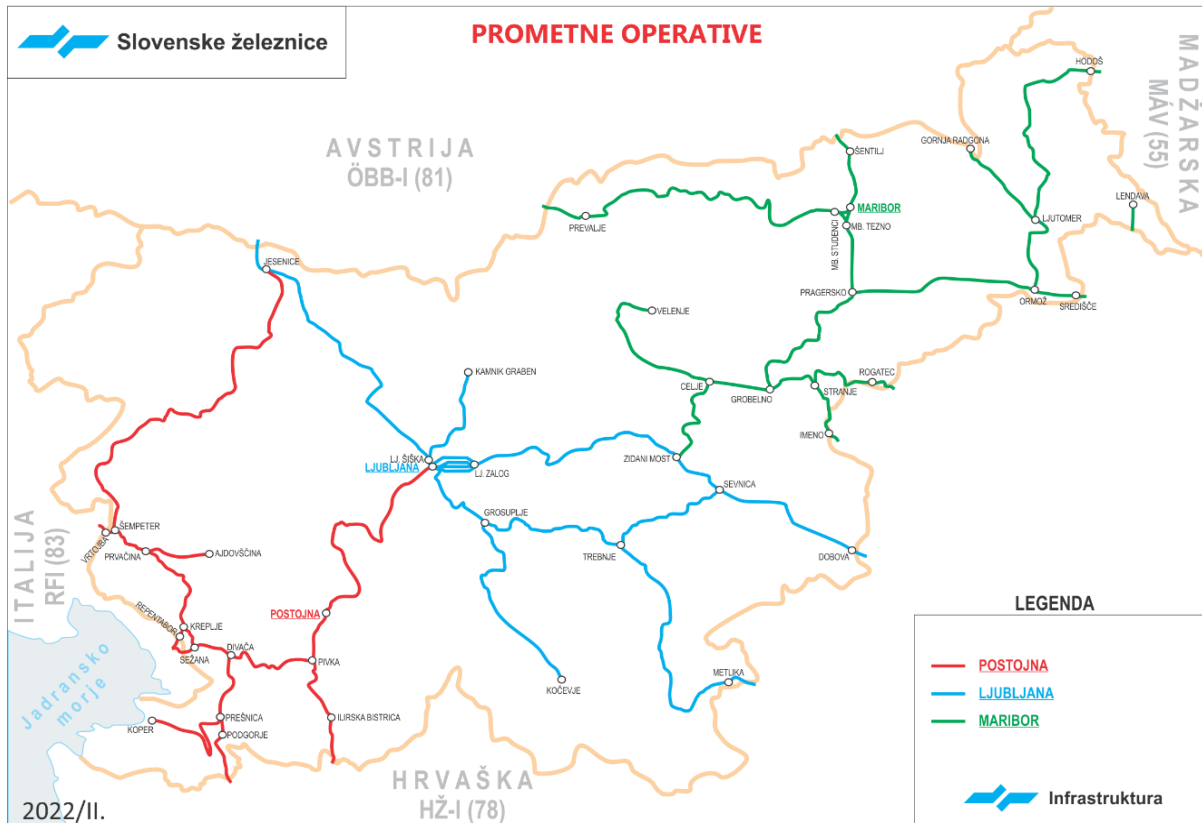 Slovenske železnice
PROMETNE OPERATIVE
MADŽARSKA
MÁV (55)
AVSTRIJA
ÖBB-I (81)
HODOŠ
ŠENTILJ
GORNJA RADGONA
LENDAVA
MARIBOR
PREVALJE
MB. STUDENCI
MB. TEZNO
LJUTOMER
JESENICE
PRAGERSKO
ORMOŽ
SREDIŠČE
VELENJE
KAMNIK GRABEN
CELJE
GROBELNO
STRANJE
ROGATEC
IMENO
LJ. ŠIŠKA
LJUBLJANA
LJ. ZALOG
ZIDANI MOST
SEVNICA
GROSUPLJE
TREBNJE
DOBOVA
ITALIJA
RFI (83)
VRTOJBA
ŠEMPETER
PRVAČINA
AJDOVŠČINA
REPENTABOR
KREPLJE
SEŽANA
DIVAČA
POSTOJNA
PIVKA
KOČEVJE
METLIKA
Jadransko
morje
KOPER
PREŠNICA
PODGORJE
ILIRSKA BISTRICA
HRVAŠKA
HŽ-I (78)
LEGENDA
POSTOJNA
LJUBLJANA
MARIBOR
Infrastruktura
2022/II.